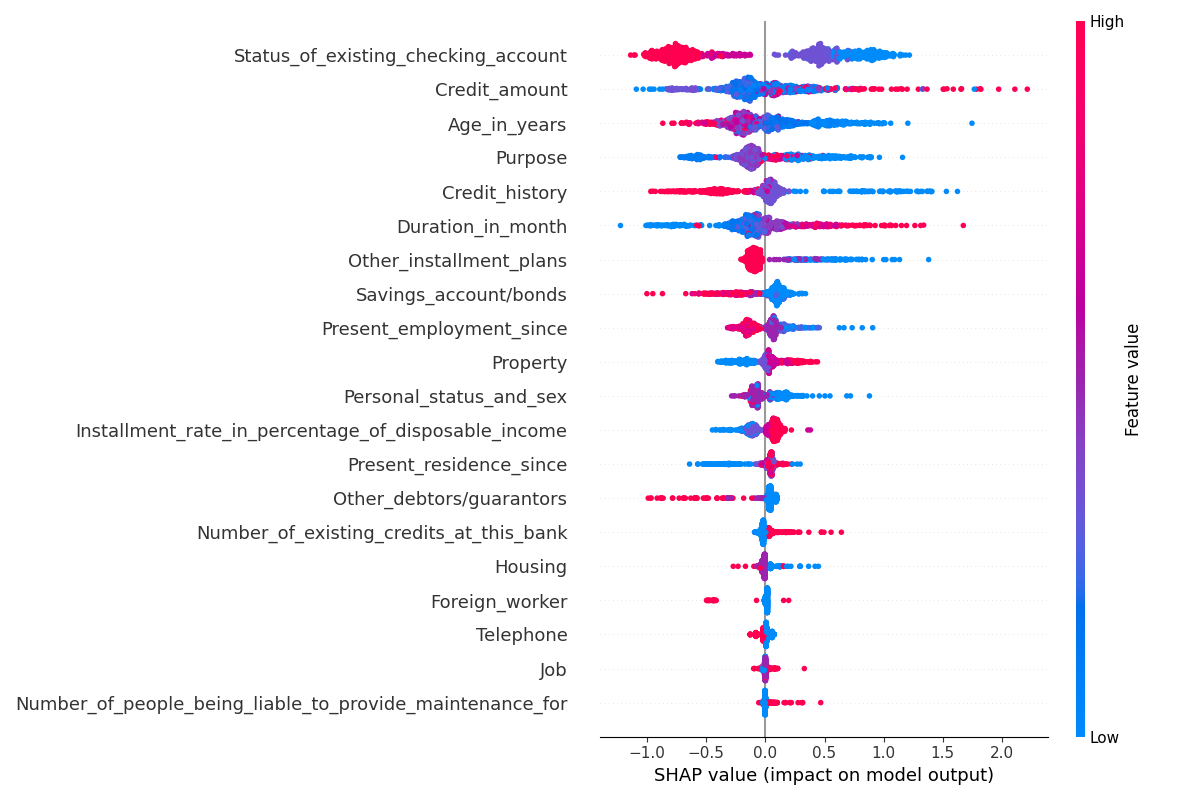 High
Status_of_existing_checking_account
Credit_amount
Age_in_years
Purpose
Credit_history
Duration_in_month
Other_installment_plans
Savings_account/bonds
Present_employment_since
Property
Personal_status_and_sex
Installment_rate_in_percentage_of_disposable_income
Present_residence_since
Other_debtors/guarantors
Number_of_existing_credits_at_this_bank
Housing
Foreign_worker
Telephone
Job
Number_of_people_being_liable_to_provide_maintenance_for
Feature value
Low
−1.0 −0.5 0.0 0.5 1.0 1.5 2.0
SHAP value (impact on model output)